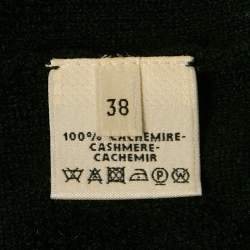 38
100% CACHEMIRE-
CASHMERE-
CACHEMIR